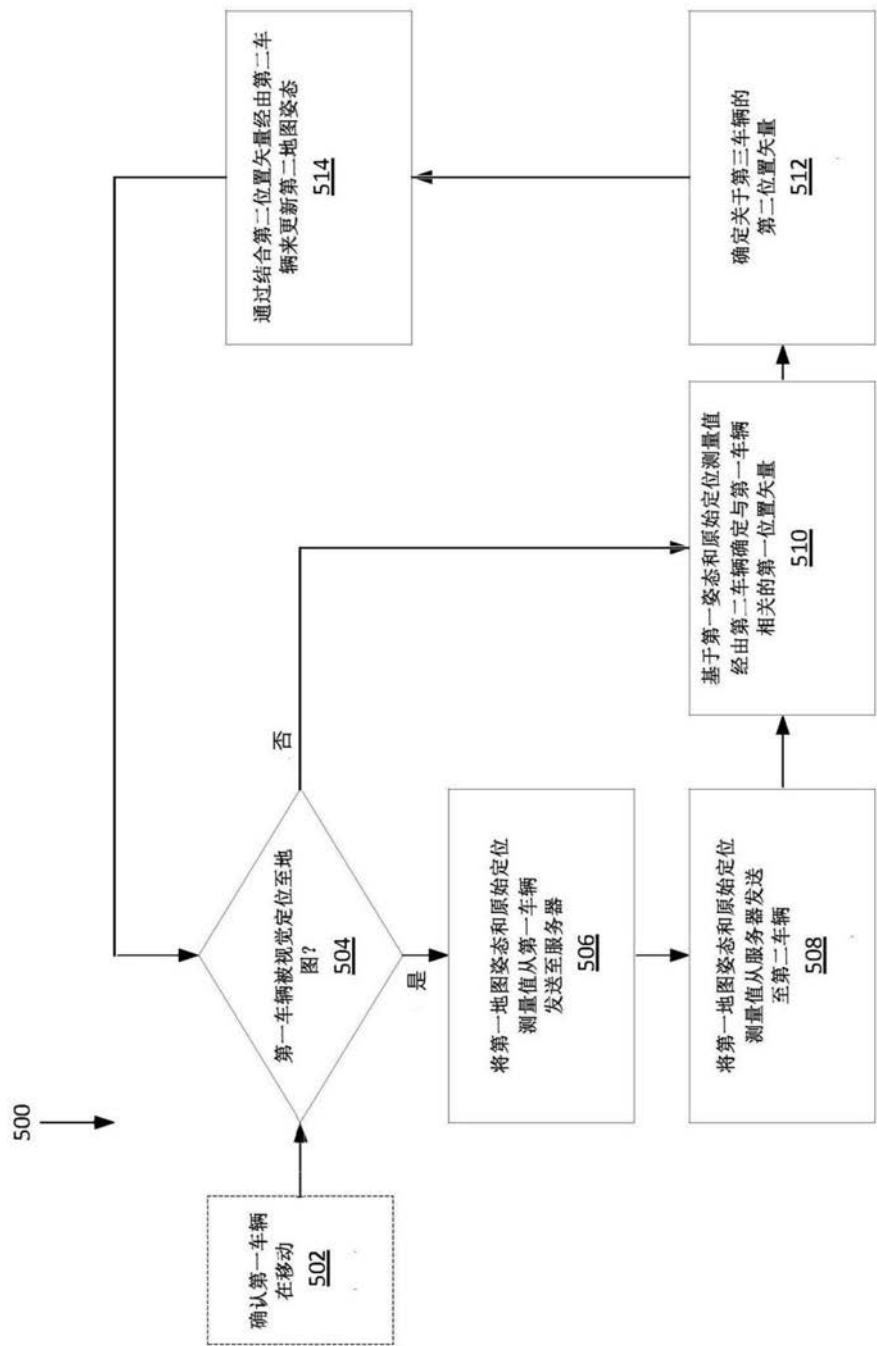 500
确认第一车辆
在移动
502
第一车辆被视觉定位至地
图?
504
否
是
将第一地图姿态和原始定位
测量值从第一车辆
发送至服务器
506
将第一地图姿态和原始定位
测量值从服务器发送
至第二车辆
508
基于第一姿态和原始定位测量值
经由第二车辆确定与第一车辆
相关的第一位置矢量
510
确定关于第三车辆的
第二位置矢量
512
通过结合第二位置矢量经由第二车
辆来更新第二地图姿态
514